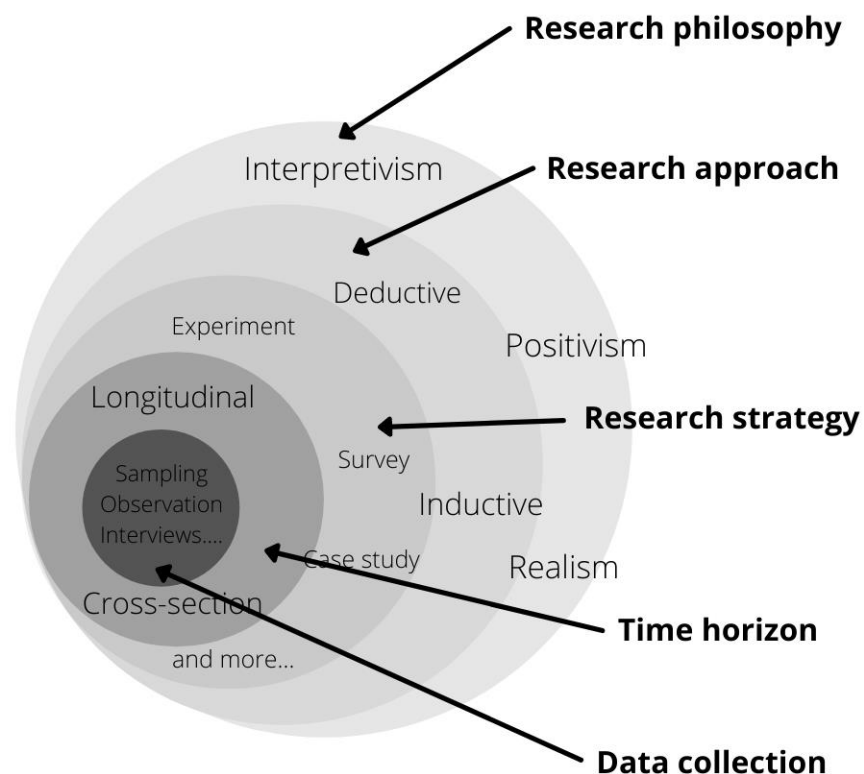 Research philosophy
Interpretivism
Research approach
Deductive
Experiment
Positivism
Longitudinal
Research strategy
Survey
Sampling
Observation
Interviews....
Inductive
Case study
Realism
Cross-section
Time horizon
and more...
Data collection